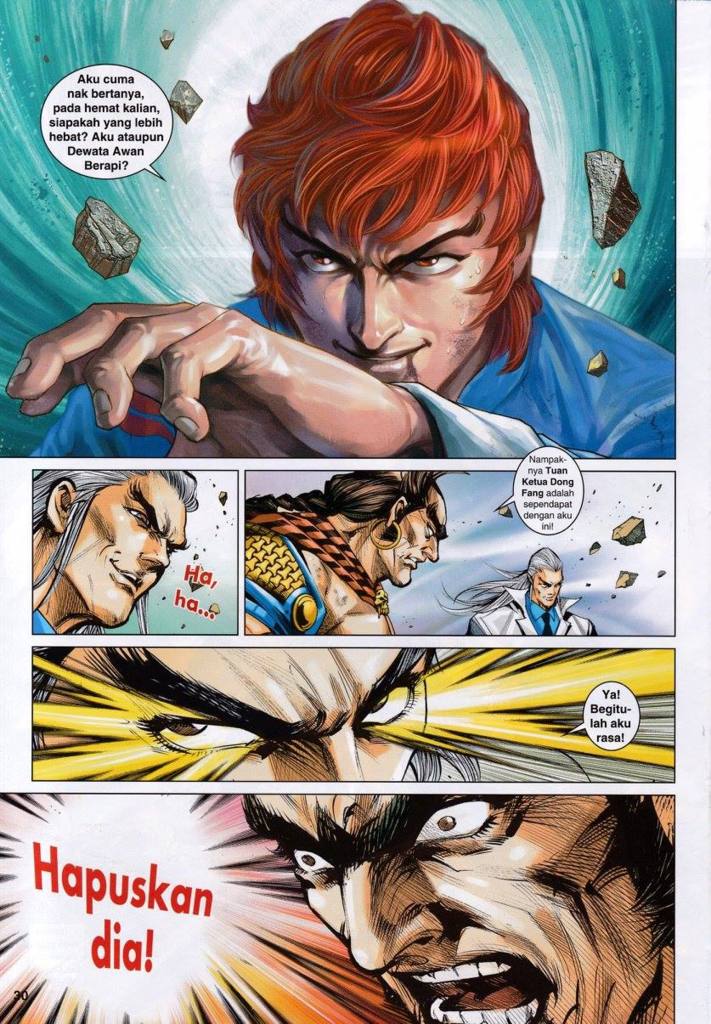 Aku cuma
nak bertanya,
pada hemat kalian,
siapakah yang lebih
hebat? Aku ataupun
Dewata Awan
Berapi?
Nampak-
nya Tuan
Ketua Dong
Fang adalah
sependapat
dengan aku
ini!
Ha,
ha...
Ya!
Begitu-
lah aku
rasa!
Hapuskan
dia!
30